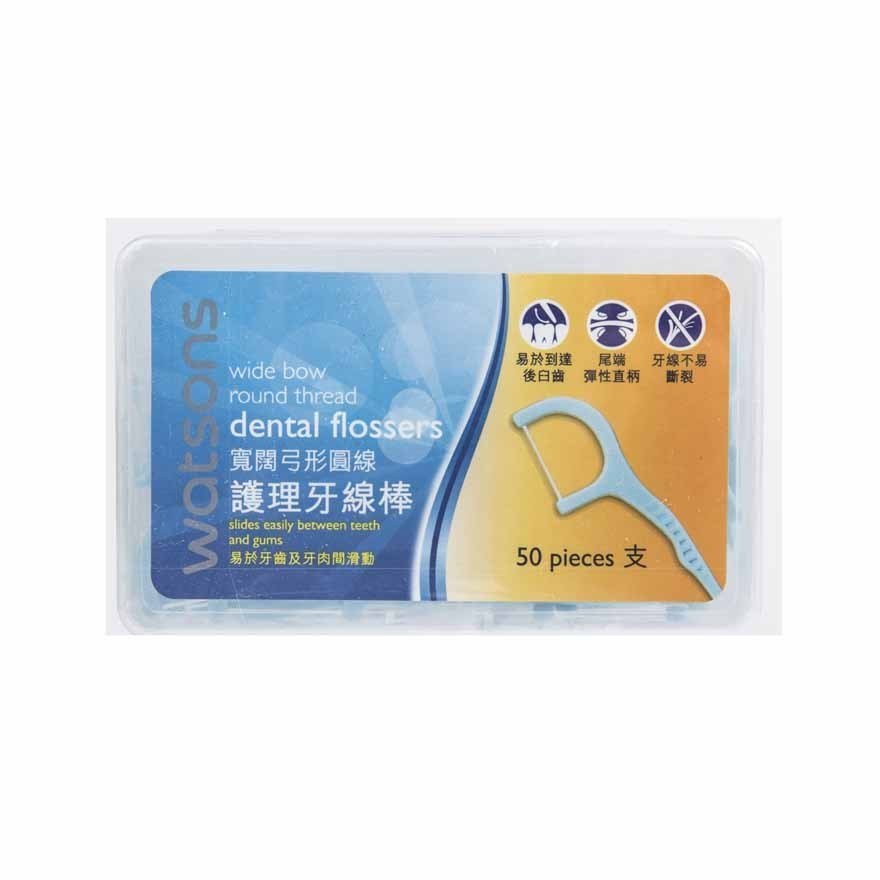 watsons
wide bow
round thread
dental flossers
寬闊弓形圓線
護理牙線棒
slides easily between teeth
and gums
易於牙齒及牙肉間滑動
易於到達
後臼齒
尾端
彈性直柄
牙線不易
斷裂
50 pieces 支